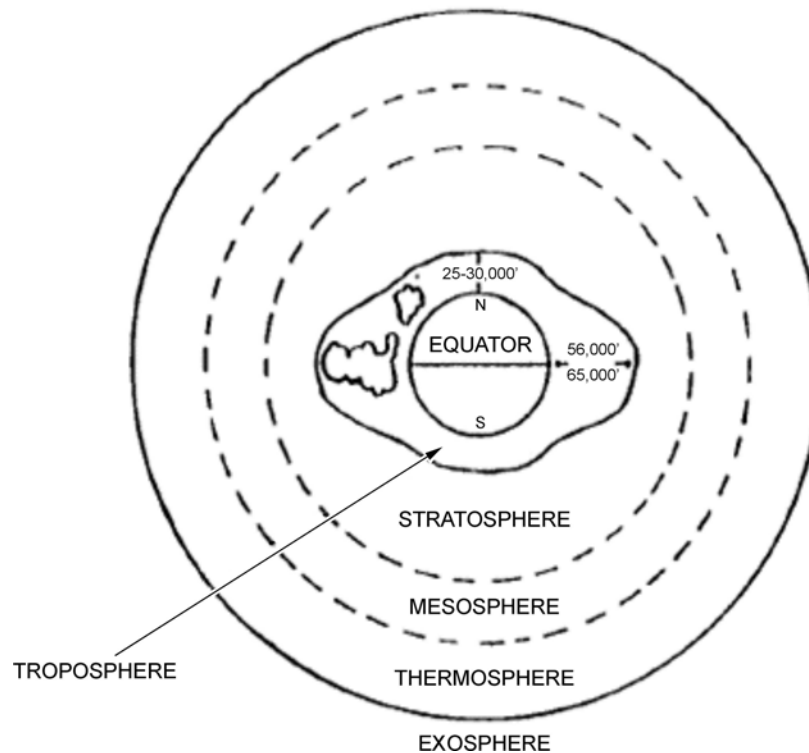 25-30,000'
N
EQUATOR
56,000'
65,000'
S
STRATOSPHERE
MESOSPHERE
TROPOSPHERE
THERMOSPHERE
EXOSPHERE